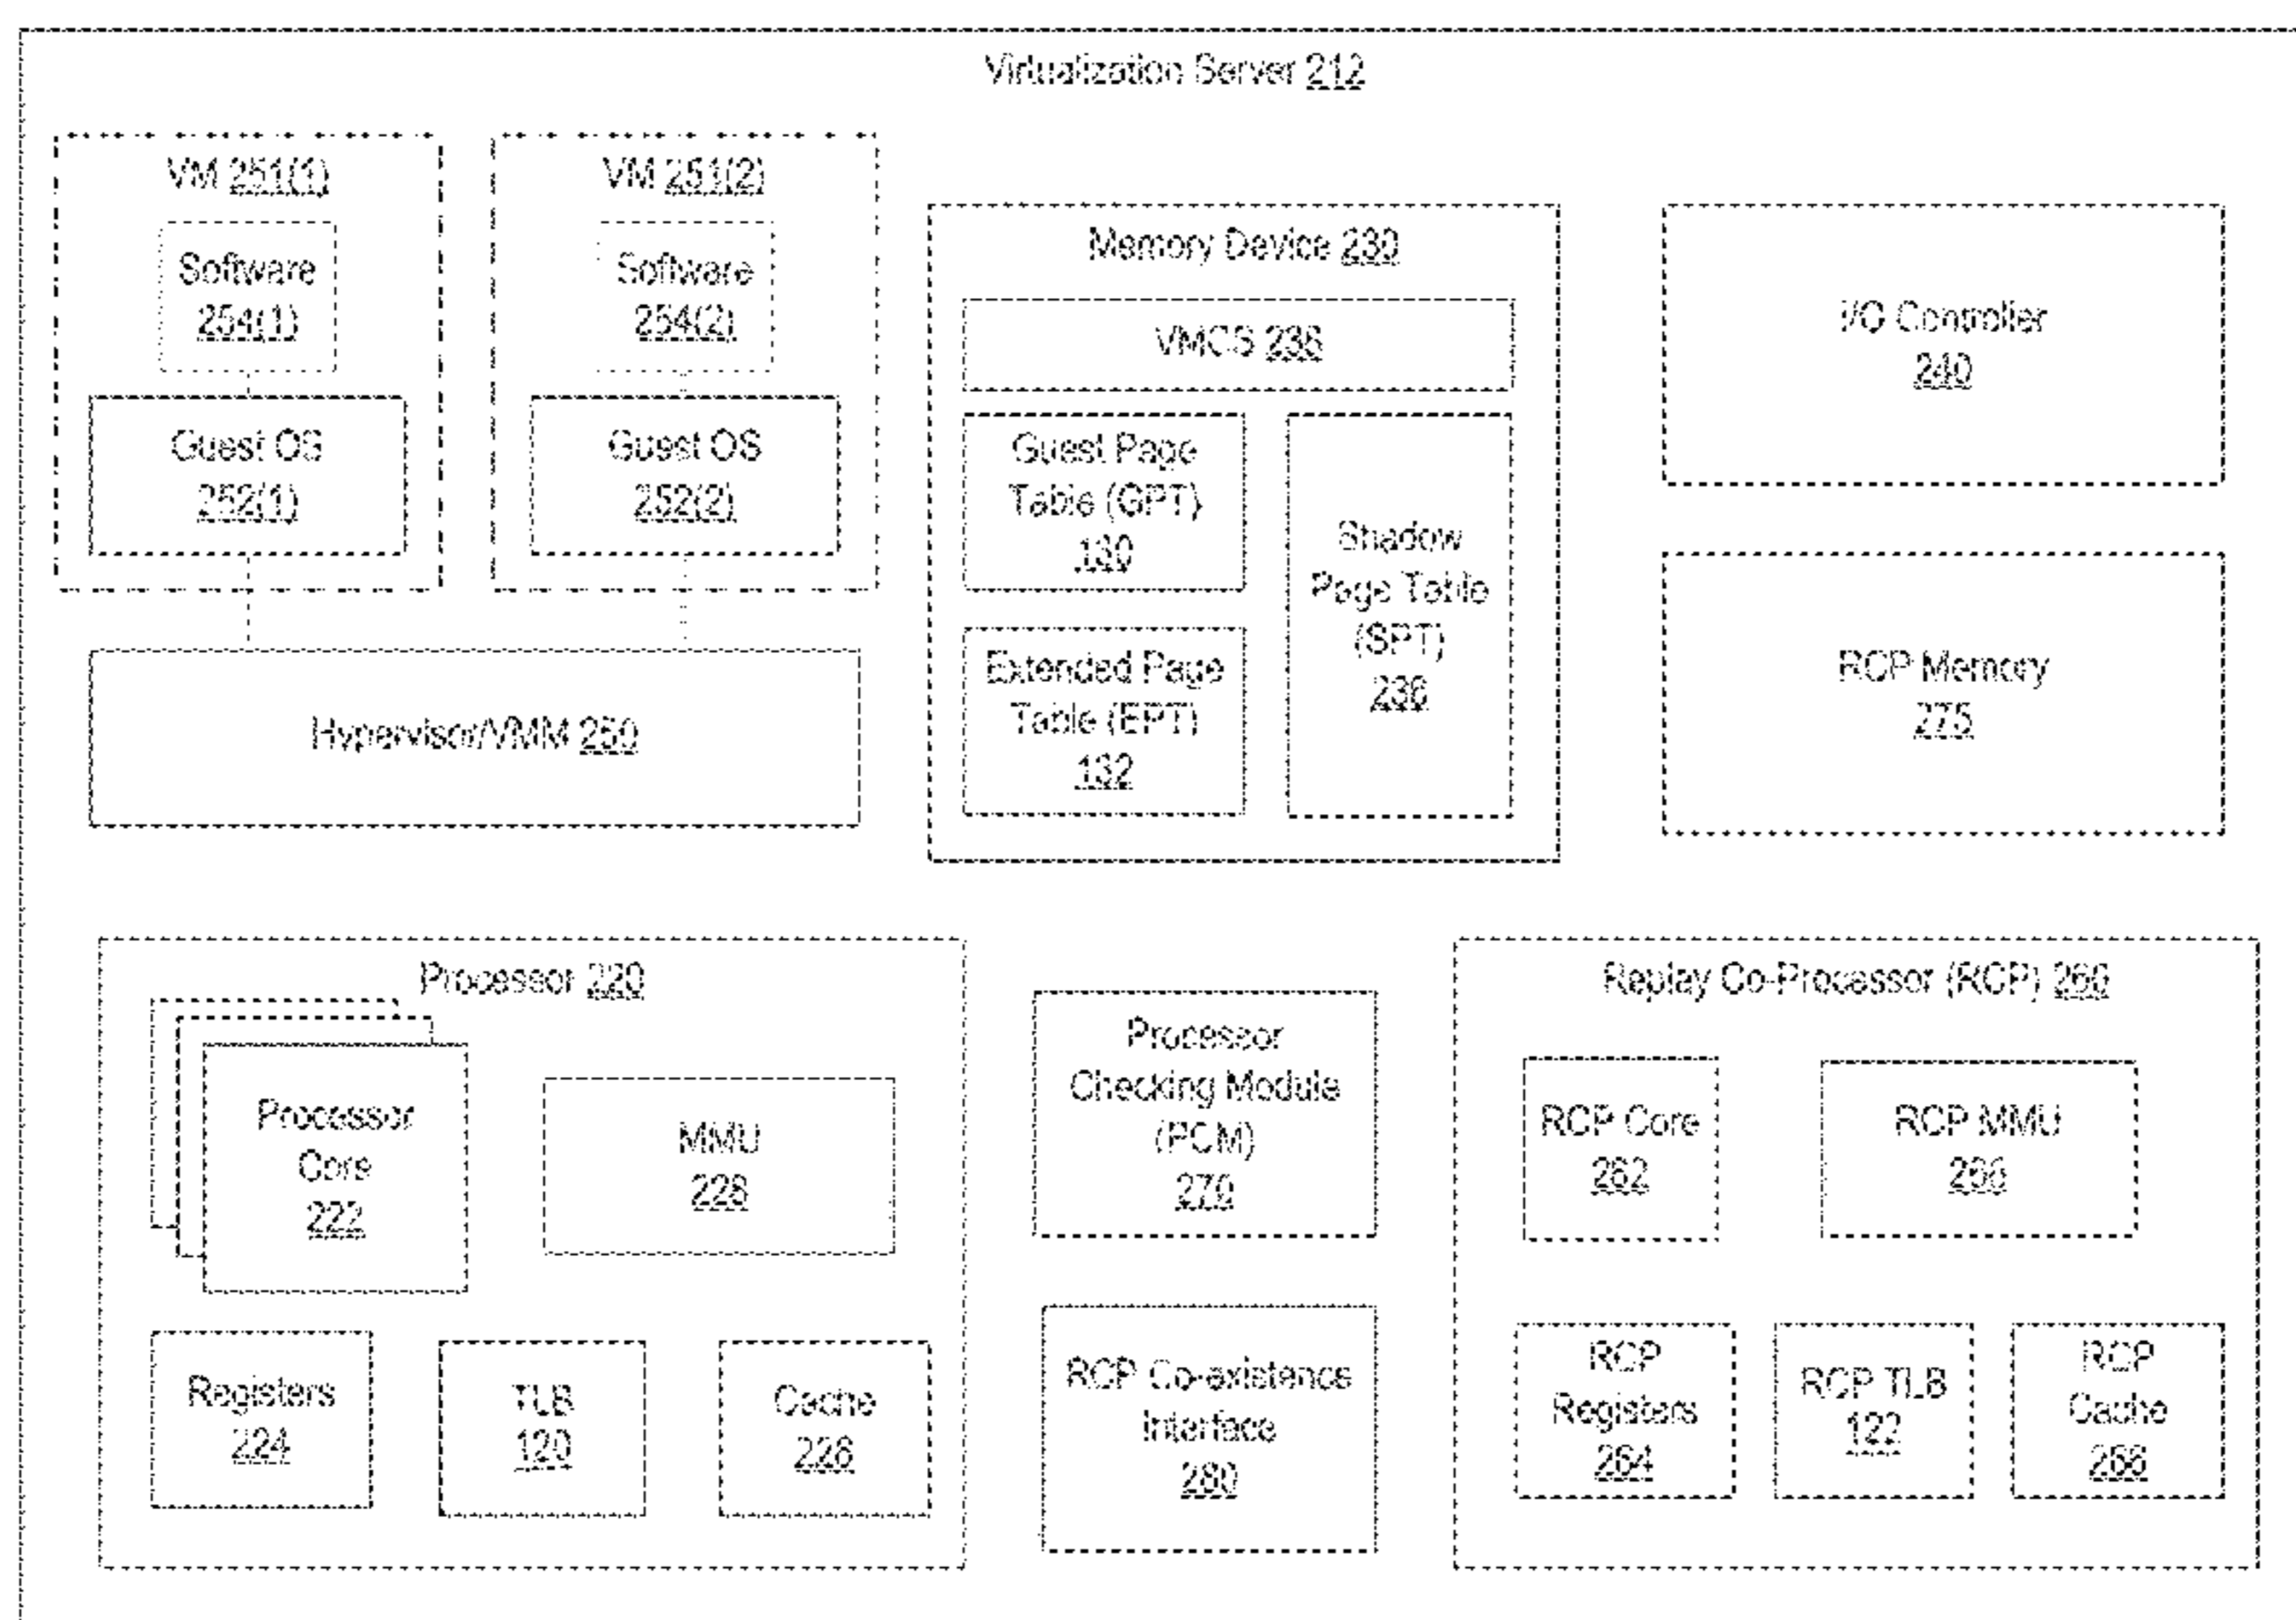 Virtualization Server 212
VM 251(1)
Software
254(1)
Guest OS
252(1)
VM 251(2)
Software
254(2)
Guest OS
252(2)
Hypervisor/VMM 250
Memory Device 230
VMCS
Guest Page
Table (GPT)
130
Extended Page
Table (EPT)
132
Shadow
Page Table
(SPT)
236
I/O Controller
240
RCP Memory
275
Processor 220
Processor
Core
222
MMU
228
Registers
224
TLB
120
Cache
226
Processor
Checking Module
(PCM)
270
RCP Co-existence
Interface
280
Replay Co-Processor (RCP) 260
RCP Core
262
RCP MMU
RCP
Registers
264
RCP TLB
122
RCP
Cache